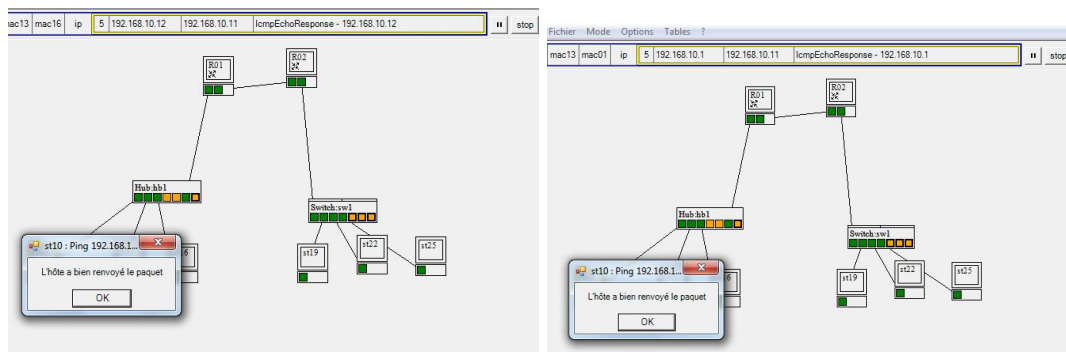 mac13 mac16 ip 5 192.168.10.12 192.168.10.11 IcmpEchoResponse - 192.168.10.12 stop
R01
R02
Hub:hb1
Switch:sw1
st10 : Ping 192.168.1...
6
st19
st22
st25
L'hôte a bien renvoyé le paquet
OK
Fichier Mode Options Tables ?
mac13 mac01 ip 5 192.168.10.1 192.168.10.11 IcmpEchoResponse - 192.168.10.1 stop
R01
R02
Hub:hb1
Switch:sw1
st10 : Ping 192.168.1...
6
st19
st22
st25
L'hôte a bien renvoyé le paquet
OK